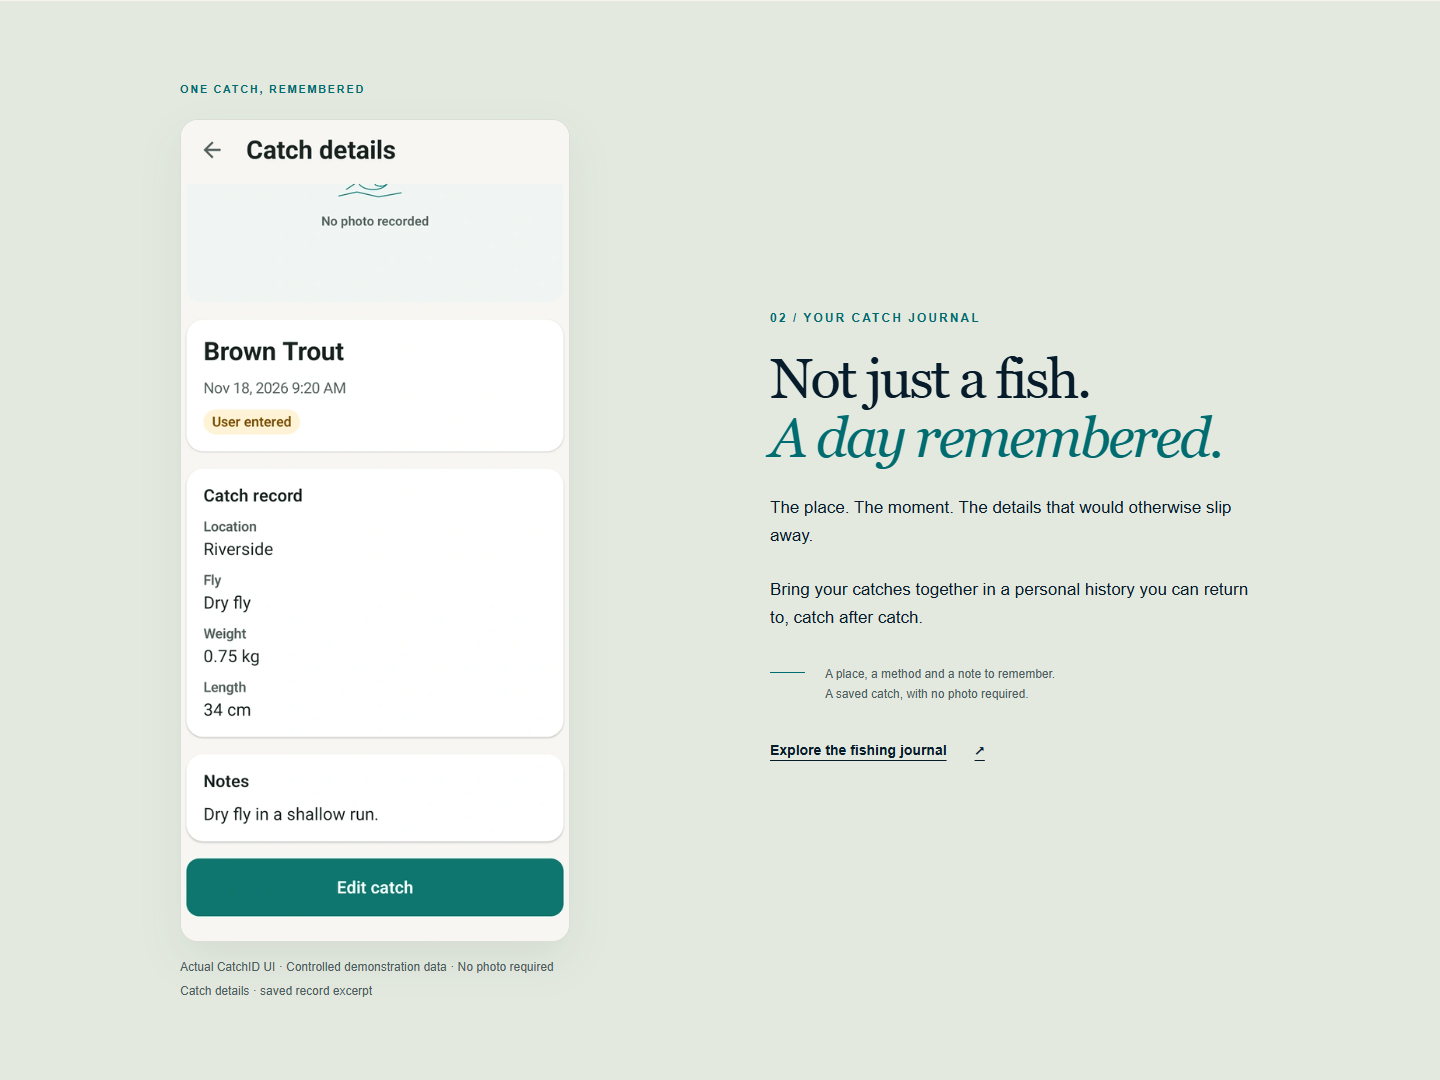 ONE CATCH, REMEMBERED
Catch details
No photo recorded
Brown Trout
Nov 18, 2026 9:20 AM
User entered
Catch record
Location
Riverside
Fly
Dry fly
Weight
0.75 kg
Length
34 cm
Notes
Dry fly in a shallow run.
Edit catch
Actual CatchID UI · Controlled demonstration data · No photo required
Catch details · saved record excerpt
02 / YOUR CATCH JOURNAL
Not just a fish.
A day remembered.
The place. The moment. The details that would otherwise slip
away.
Bring your catches together in a personal history you can return
to, catch after catch.
A place, a method and a note to remember.
A saved catch, with no photo required.
Explore the fishing journal ↗